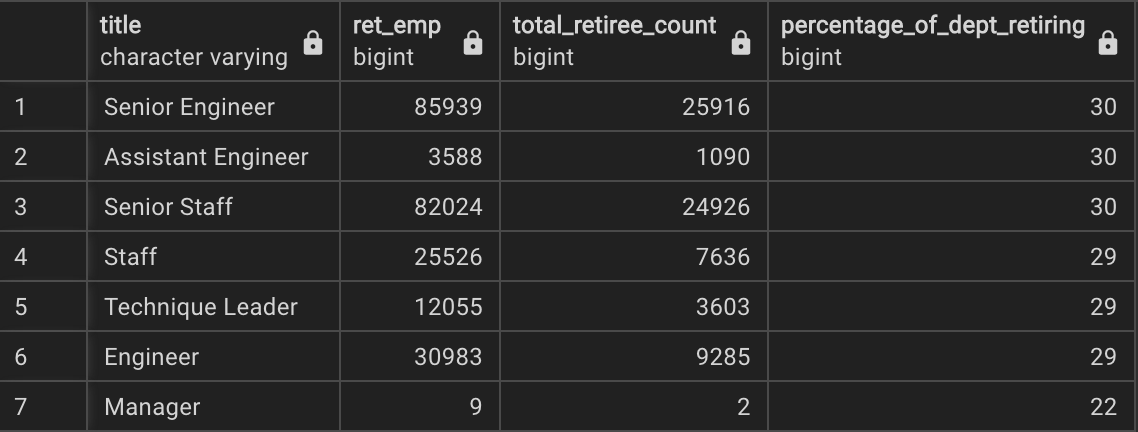 title ret_emp total_retiree_count percentage_of_dept_retiring
character varying bigint bigint bigint
1 Senior Engineer 85939 25916 30
2 Assistant Engineer 3588 1090 30
3 Senior Staff 82024 24926 30
4 Staff 25526 7636 29
5 Technique Leader 12055 3603 29
6 Engineer 30983 9285 29
7 Manager 9 2 22